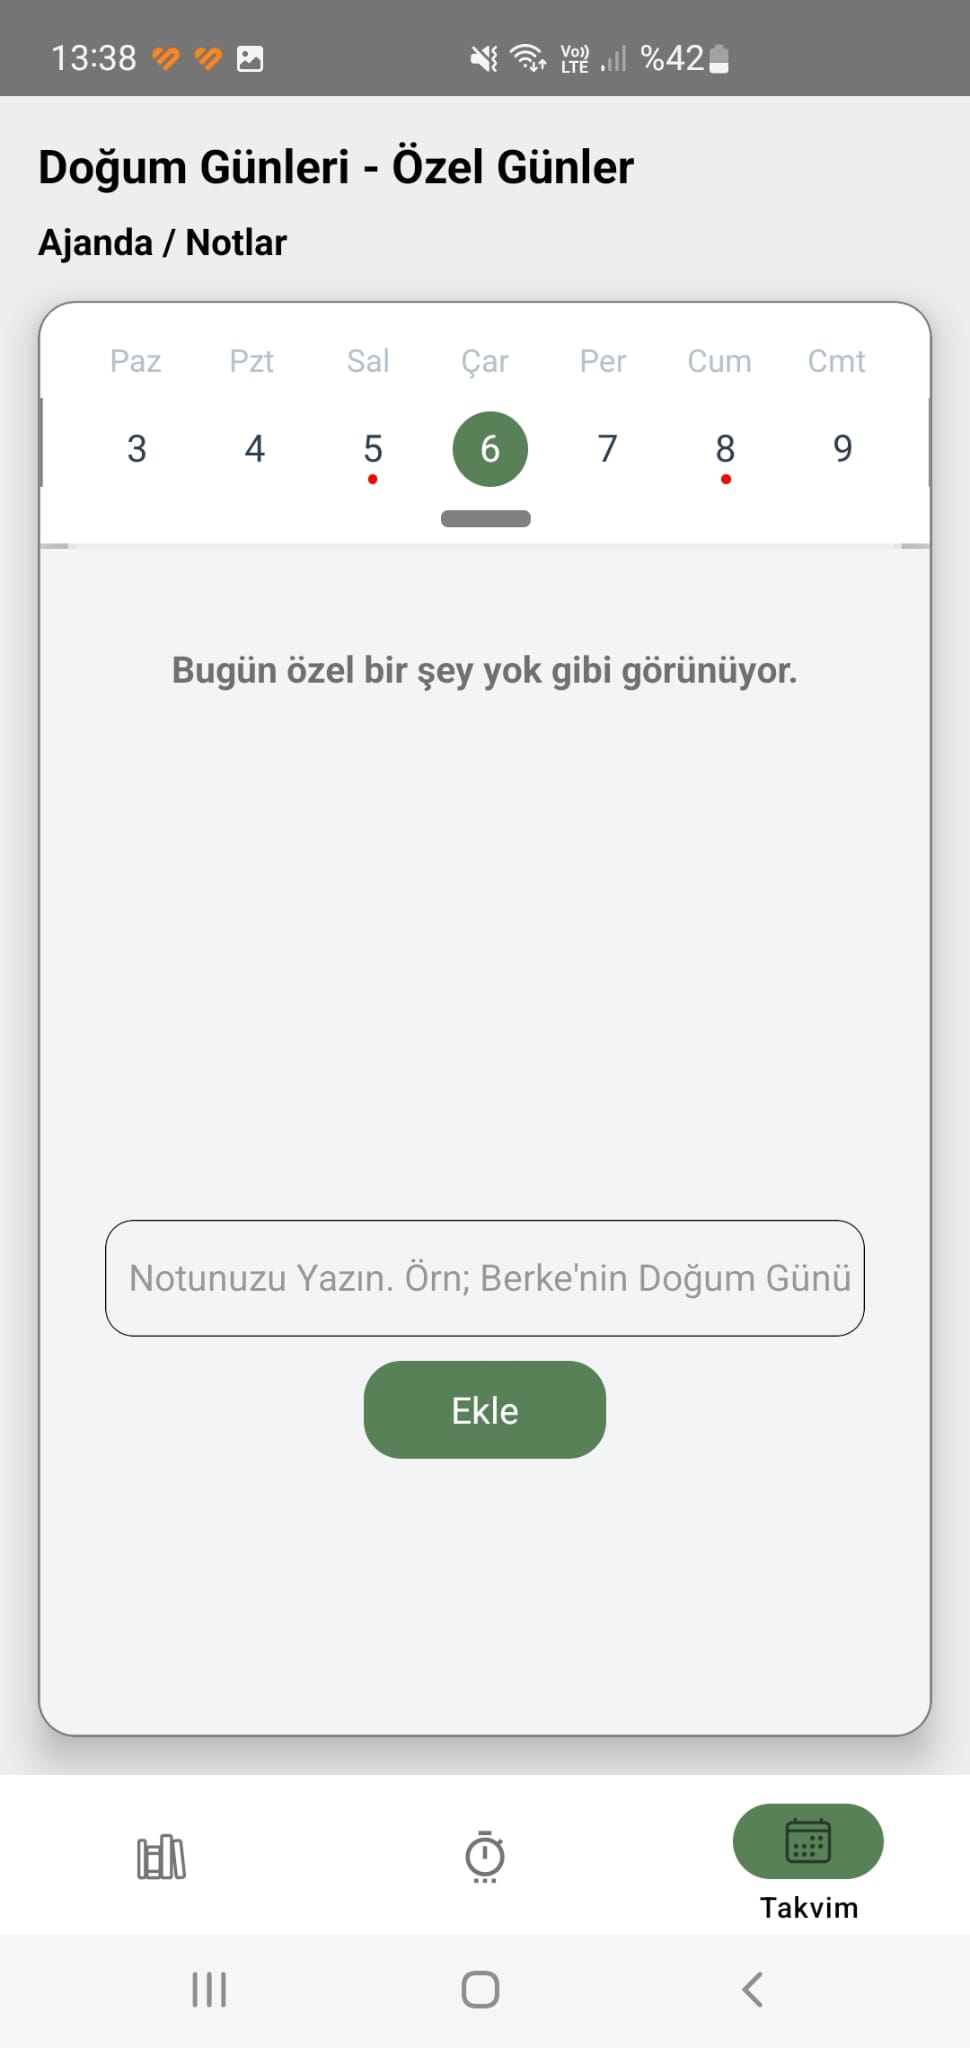 13:38 Vo)) LTE %42
Doğum Günleri - Özel Günler
Ajanda / Notlar
Paz Pzt Sal Çar Per Cum Cmt
3 4 5 6 7 8 9
Bugün özel bir şey yok gibi görünüyor.
Notunuzu Yazın. Örn; Berke'nin Doğum Günü
Ekle
Takvim